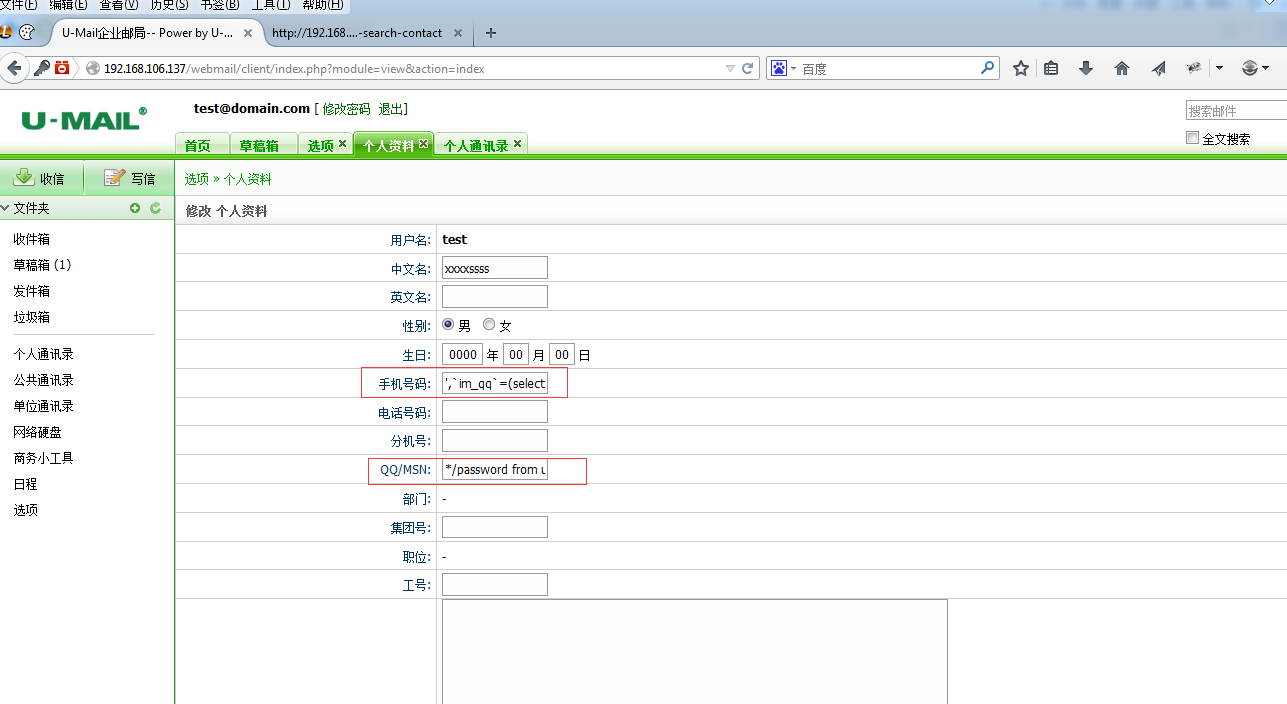 文件(F) 编辑(E) 查看(V) 历史(S) 书签(B) 工具(T) 帮助(H)
U-Mail企业邮局-- Power by U-... × http://192.168....-search-contact × +
192.168.106.137/webmail/client/index.php?module=view&action=index 百度
U-MAIL® test@domain.com [ 修改密码 退出] 搜索邮件
首页 草稿箱 选项 个人资料 个人通讯录 全文搜索
收信 写信 选项 » 个人资料
文件夹
修改 个人资料
收件箱
草稿箱 (1)
发件箱
垃圾箱
个人通讯录
公共通讯录
单位通讯录
网络硬盘
商务小工具
日程
选项
用户名: test
中文名: xxxxssss
英文名:
性别: 男 女
生日: 0000 年 00 月 00 日
手机号码: ',`im_qq`=(select
电话号码:
分机号:
QQ/MSN: */password from u
部门: -
集团号:
职位: -
工号: